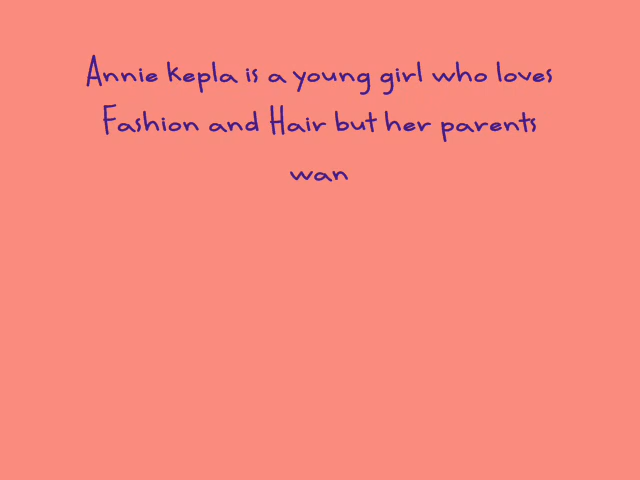 Annie kepla is a young girl who loves
Fashion and Hair but her parents
wan